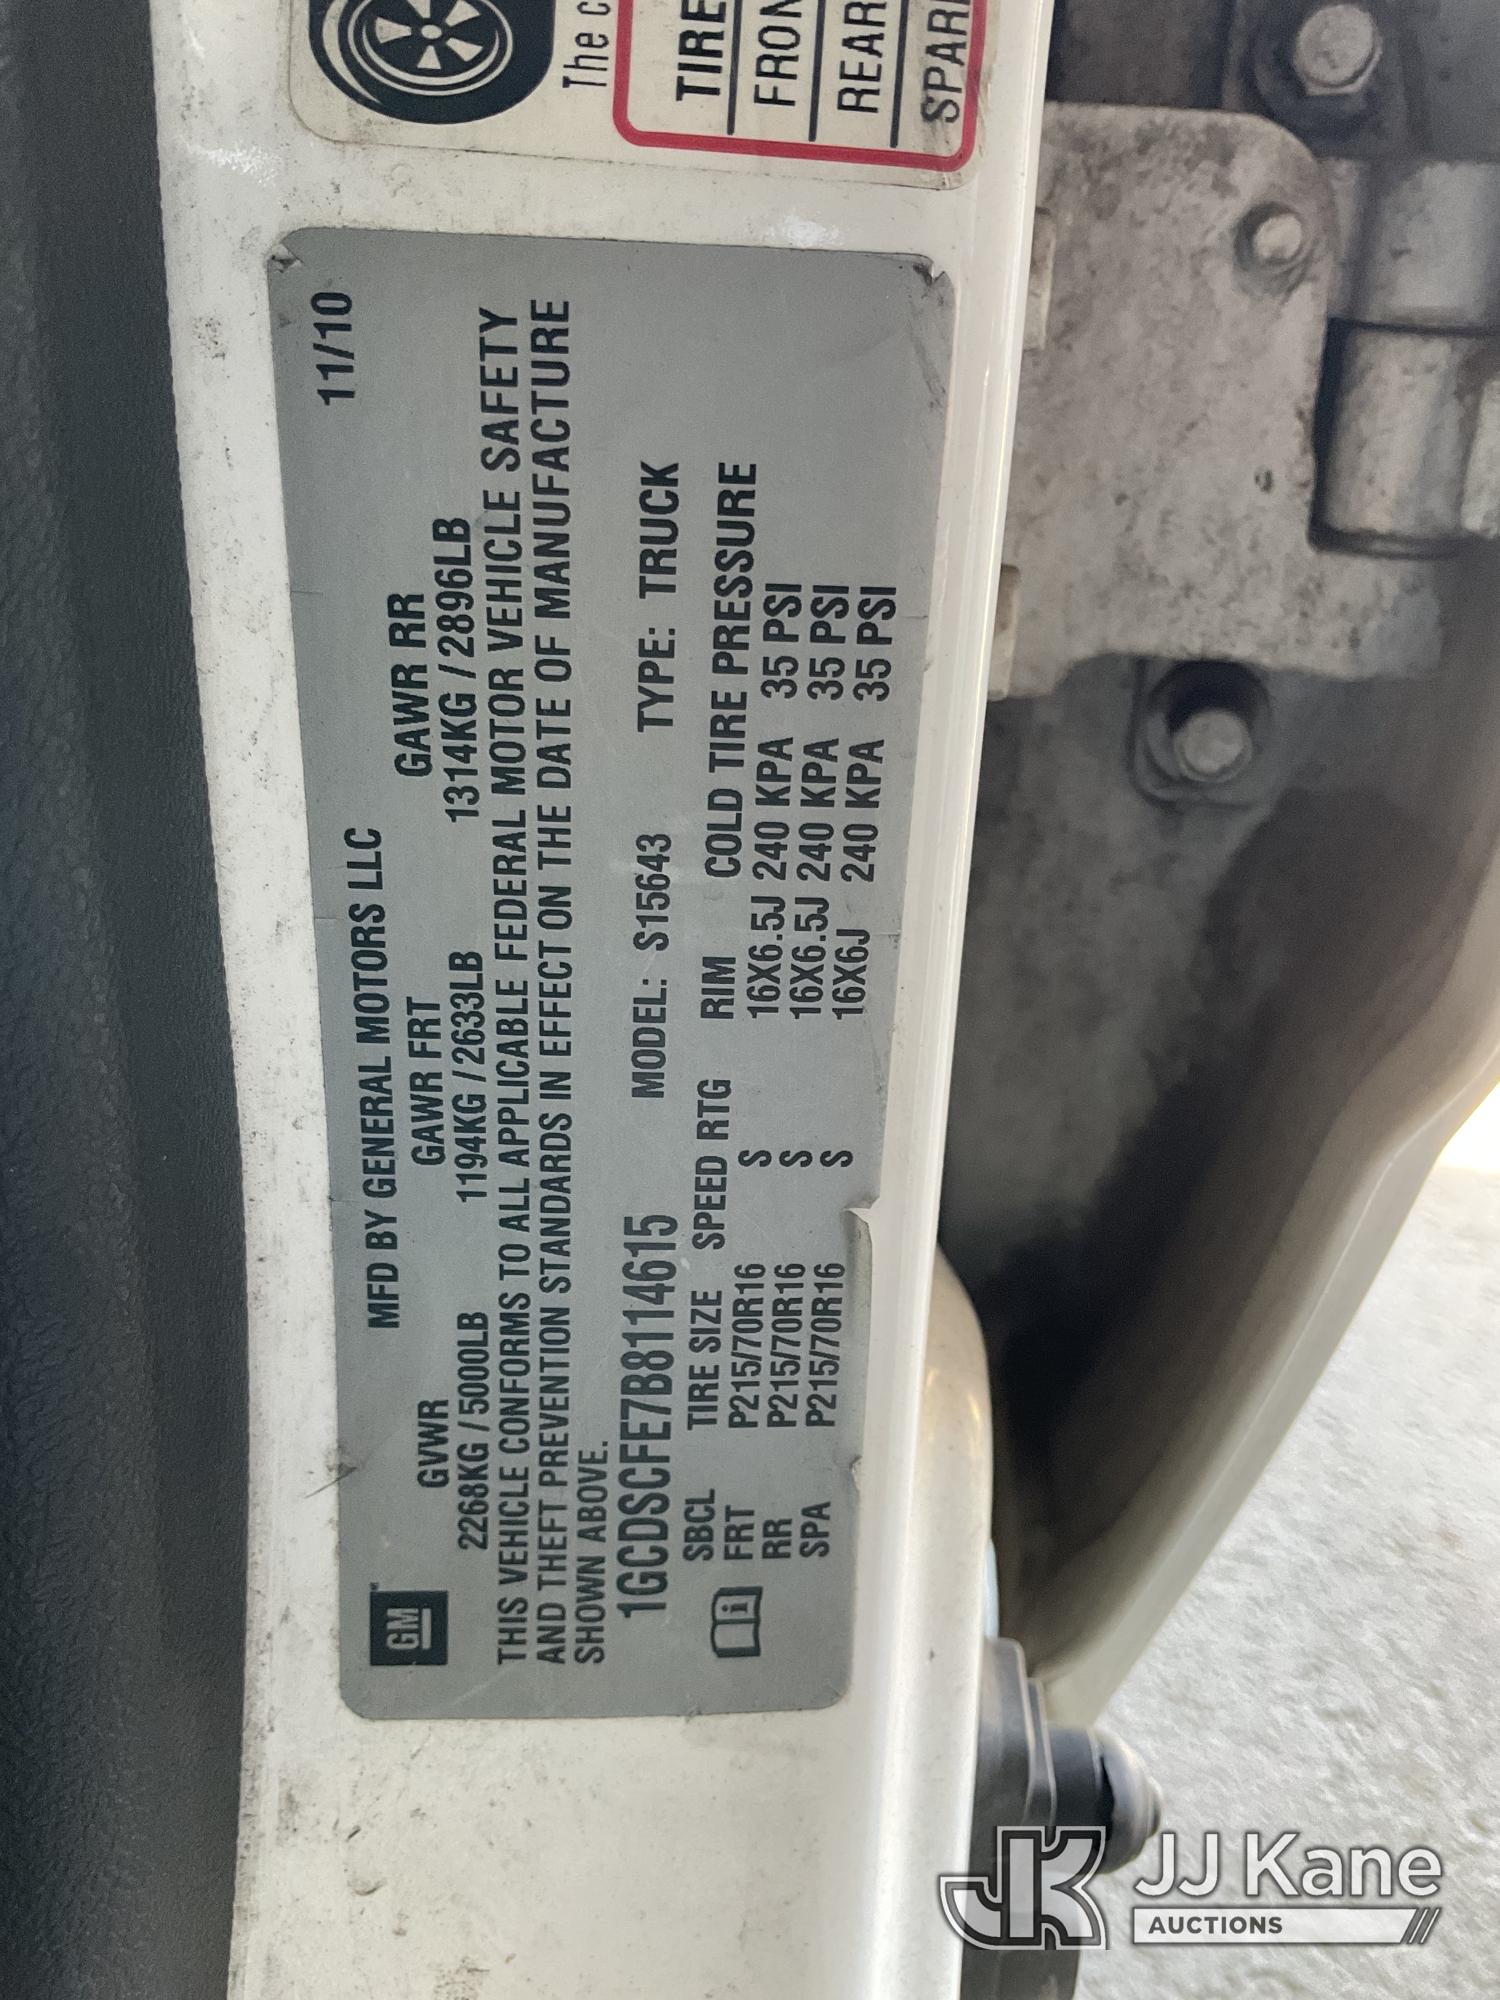 GM
MFD BY GENERAL MOTORS LLC
11/10
GVWR GAWR FRT GAWR RR
2268KG / 5000LB 1194KG / 2633LB 1314KG / 2896LB
THIS VEHICLE CONFORMS TO ALL APPLICABLE FEDERAL MOTOR VEHICLE SAFETY
AND THEFT PREVENTION STANDARDS IN EFFECT ON THE DATE OF MANUFACTURE
SHOWN ABOVE.
1GCDSCFE7B8114615 MODEL: S15643 TYPE: TRUCK
SBCL TIRE SIZE SPEED RTG RIM COLD TIRE PRESSURE
FRT P215/70R16 S 16X6.5J 240 KPA 35 PSI
RR P215/70R16 S 16X6.5J 240 KPA 35 PSI
SPA P215/70R16 S 16X6J 240 KPA 35 PSI
The c
TIRE
FRON
REAR
SPAR
JK JJ Kane
AUCTIONS